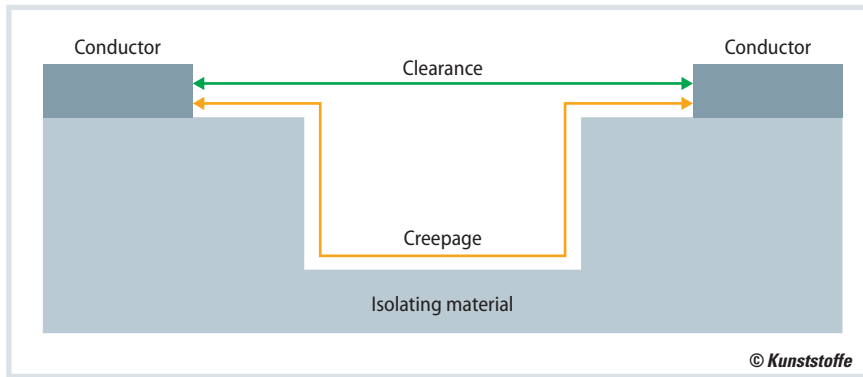 Conductor
Conductor
Clearance
Creepage
Isolating material
© Kunststoffe